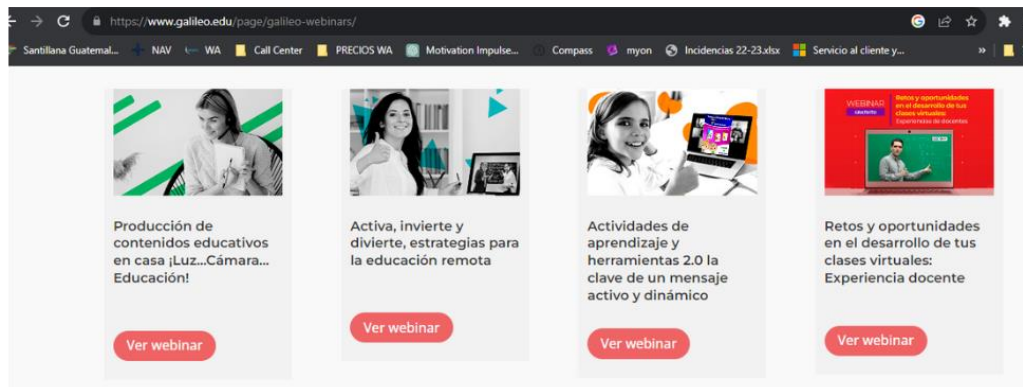 https://www.galileo.edu/page/galileo-webinars/
Santillana Guatemal... NAV WA Call Center PRECIOS WA Motivation Impulse... Compass myon Incidencias 22-23.xlsx Servicio al cliente y... »
WEBINAR
GRATUITO
Retos y oportunidades
en el desarrollo de tus
clases virtuales:
Experiencias de docentes
Producción de
contenidos educativos
en casa ¡Luz...Cámara...
Educación!
Ver webinar
Activa, invierte y
divierte, estrategias para
la educación remota
Ver webinar
Actividades de
aprendizaje y
herramientas 2.0 la
clave de un mensaje
activo y dinámico
Ver webinar
Retos y oportunidades
en el desarrollo de tus
clases virtuales:
Experiencia docente
Ver webinar